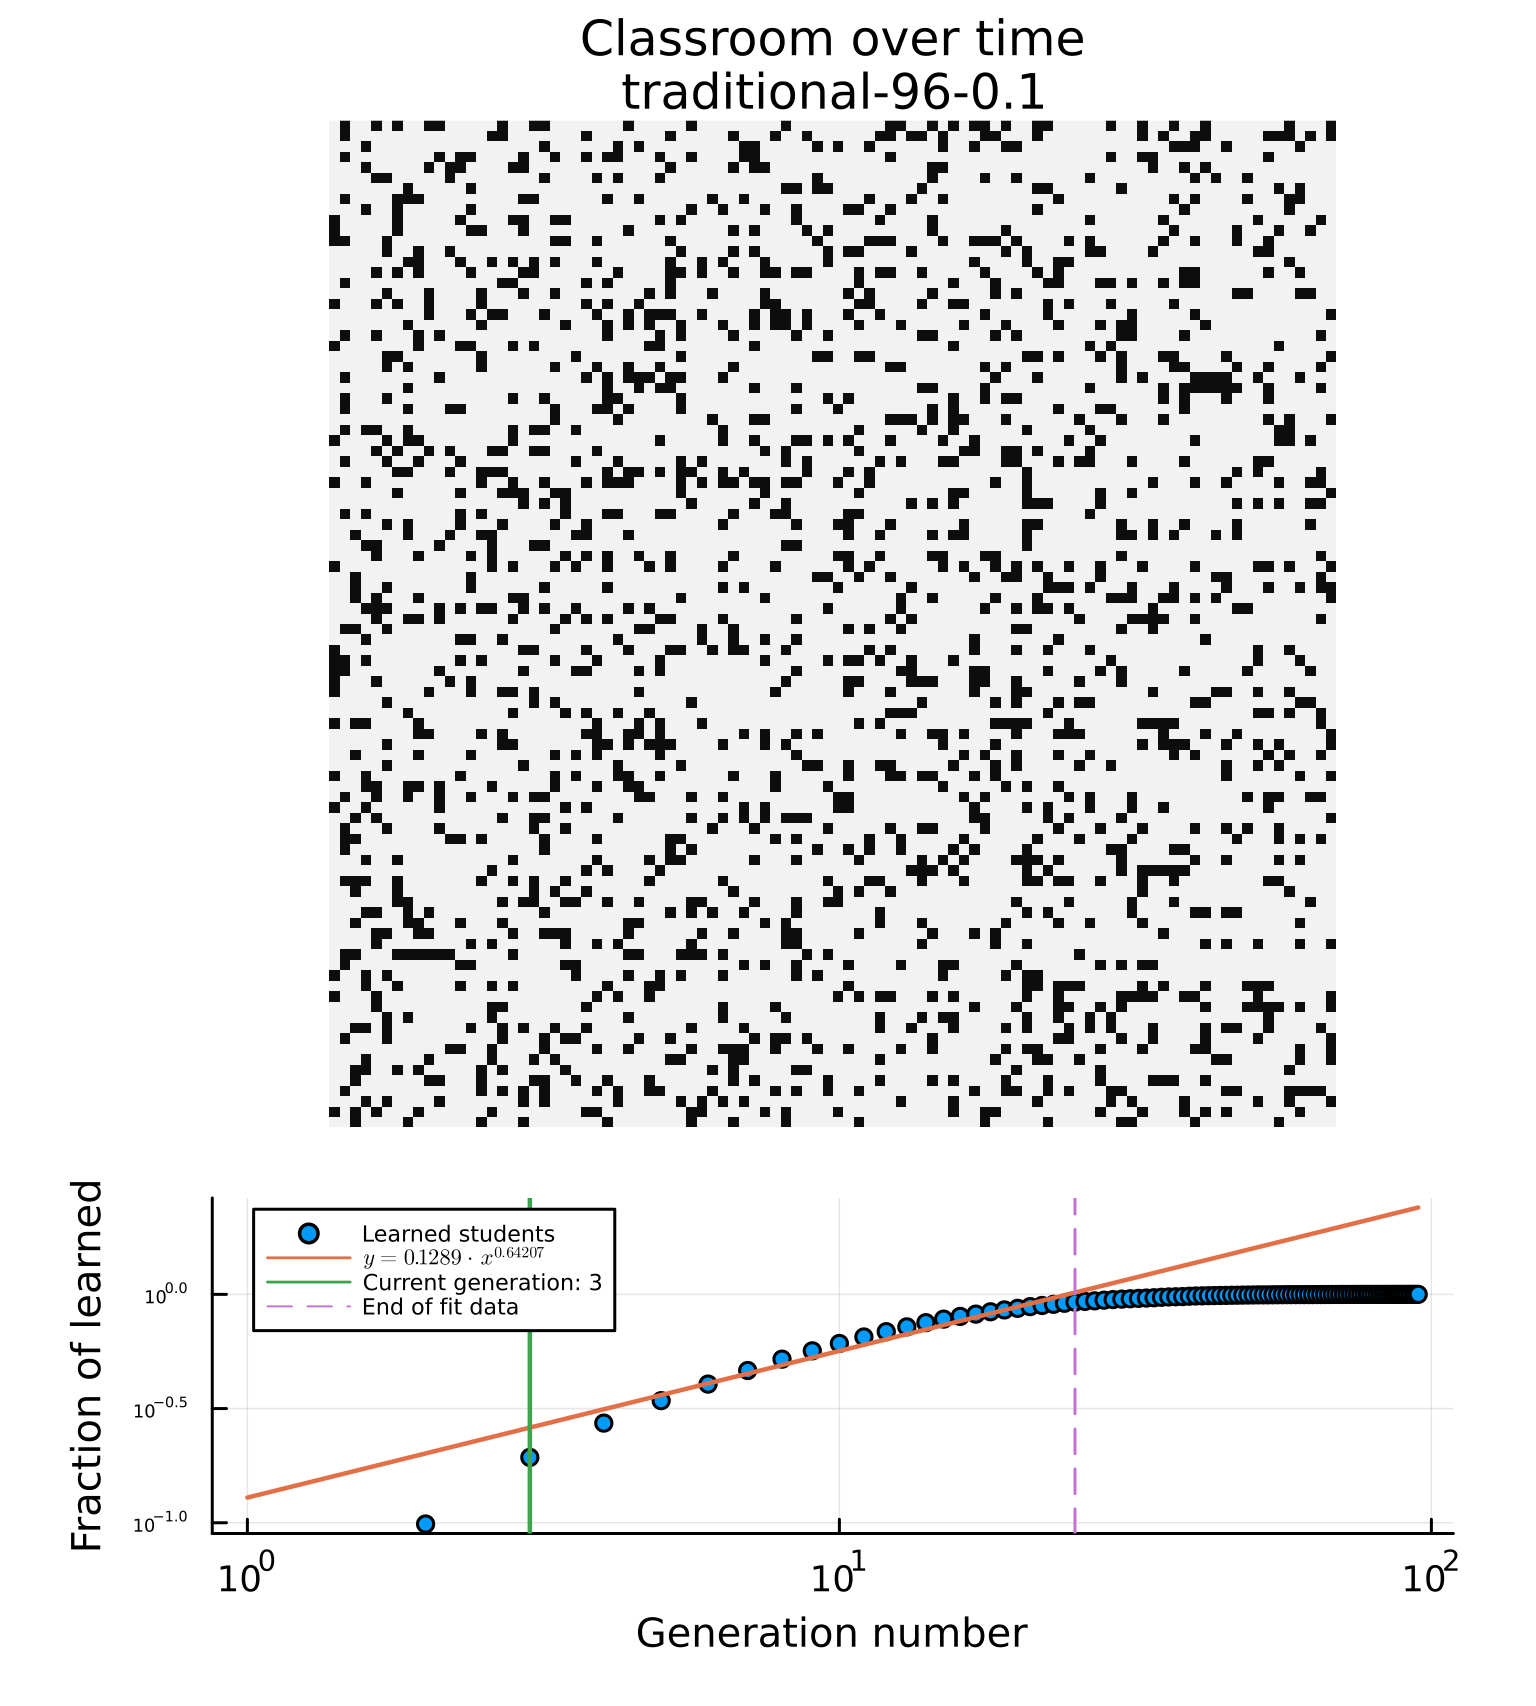 Classroom over time
traditional-96-0.1
Fraction of learned
Learned students
y = 0.1289 · x^0.64207
Current generation: 3
End of fit data
10^0.0
10^−0.5
10^−1.0
10^0 10^1 10^2
Generation number